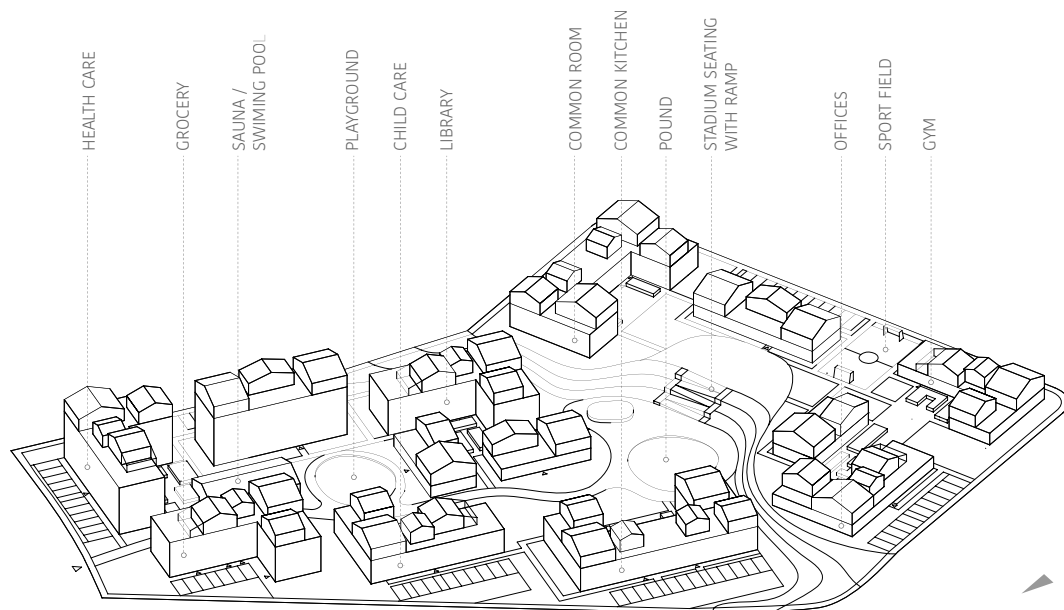 HEALTH CARE
GROCERY
SAUNA /
SWIMING POOL
PLAYGROUND
CHILD CARE
LIBRARY
COMMON ROOM
COMMON KITCHEN
POUND
STADIUM SEATING
WITH RAMP
OFFICES
SPORT FIELD
GYM